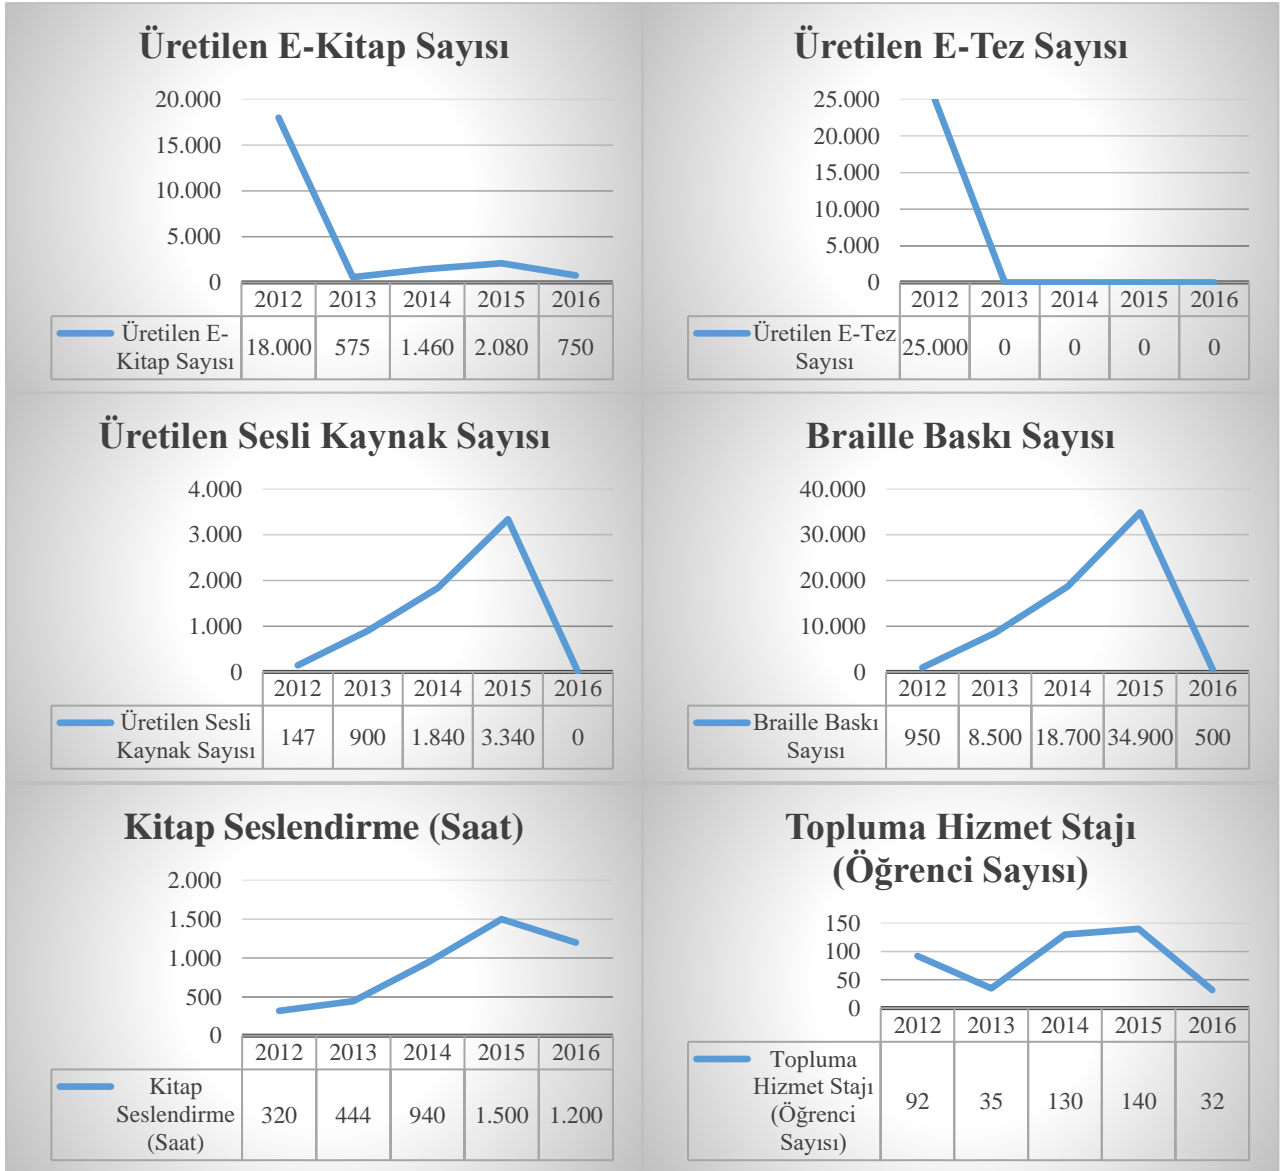 Üretilen E-Kitap Sayısı
20.000
15.000
10.000
5.000
0
2012 2013 2014 2015 2016
Üretilen E-
Kitap Sayısı
18.000 575 1.460 2.080 750
Üretilen E-Tez Sayısı
25.000
20.000
15.000
10.000
5.000
0
2012 2013 2014 2015 2016
Üretilen E-Tez
Sayısı
25.000 0 0 0 0
Üretilen Sesli Kaynak Sayısı
4.000
3.000
2.000
1.000
0
2012 2013 2014 2015 2016
Üretilen Sesli
Kaynak Sayısı
147 900 1.840 3.340 0
Braille Baskı Sayısı
40.000
30.000
20.000
10.000
0
2012 2013 2014 2015 2016
Braille Baskı
Sayısı
950 8.500 18.700 34.900 500
Kitap Seslendirme (Saat)
2.000
1.500
1.000
500
0
2012 2013 2014 2015 2016
Kitap
Seslendirme
(Saat)
320 444 940 1.500 1.200
Topluma Hizmet Stajı
(Öğrenci Sayısı)
150
100
50
0
2012 2013 2014 2015 2016
Topluma
Hizmet Stajı
(Öğrenci
Sayısı)
92 35 130 140 32